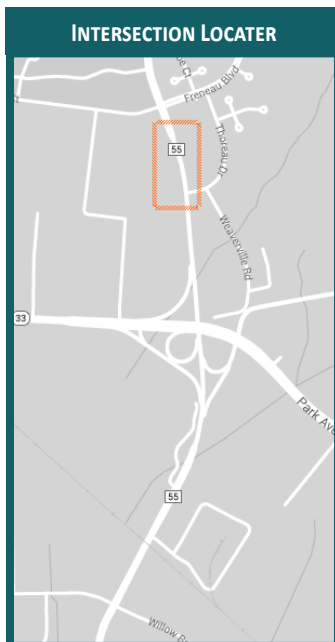 INTERSECTION LOCATER
Freneau Blvd
Thoreau Dr
55
Weaverville Rd
33
Park Ave
55